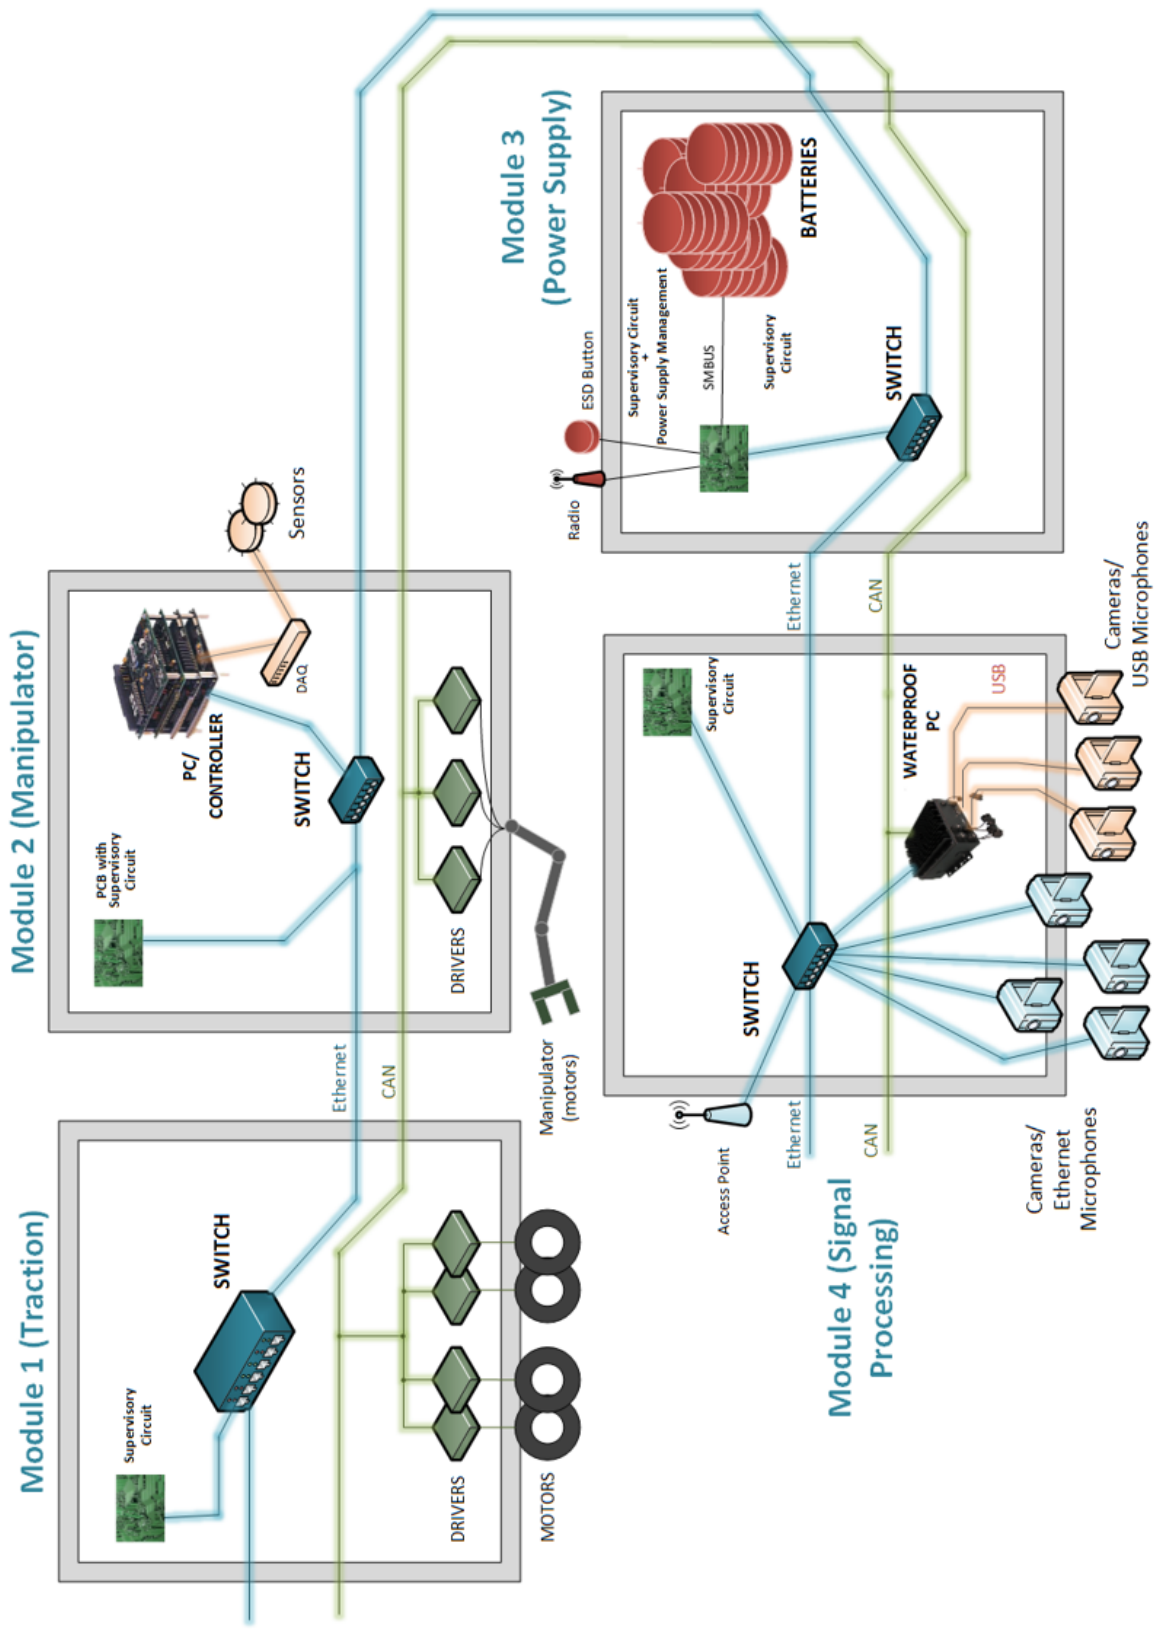 Module 1 (Traction)
Supervisory
Circuit
SWITCH
DRIVERS
MOTORS
Ethernet
CAN
Module 2 (Manipulator)
PCB with
Supervisory
Circuit
PC/
CONTROLLER
SWITCH
DAQ
Sensors
DRIVERS
Manipulator
(motors)
Module 3
(Power Supply)
Radio
ESD Button
Supervisory Circuit
+
Power Supply Management
SMBUS
Supervisory
Circuit
BATTERIES
SWITCH
Ethernet
CAN
Module 4 (Signal
Processing)
Access Point
Ethernet
CAN
SWITCH
Supervisory
Circuit
WATERPROOF
PC
USB
Cameras/
Ethernet
Microphones
Cameras/
USB Microphones